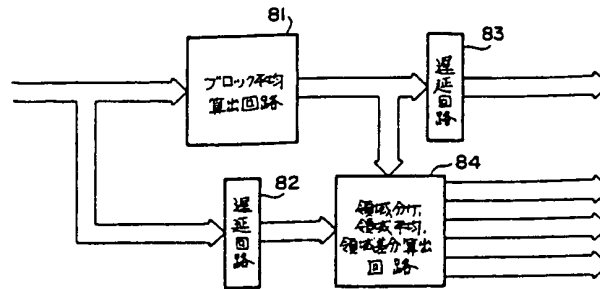 81
ブロック平均
算出回路
83
遅延回路
82
遅延回路
84
領域分け,
領域平均,
領域差分算出
回路